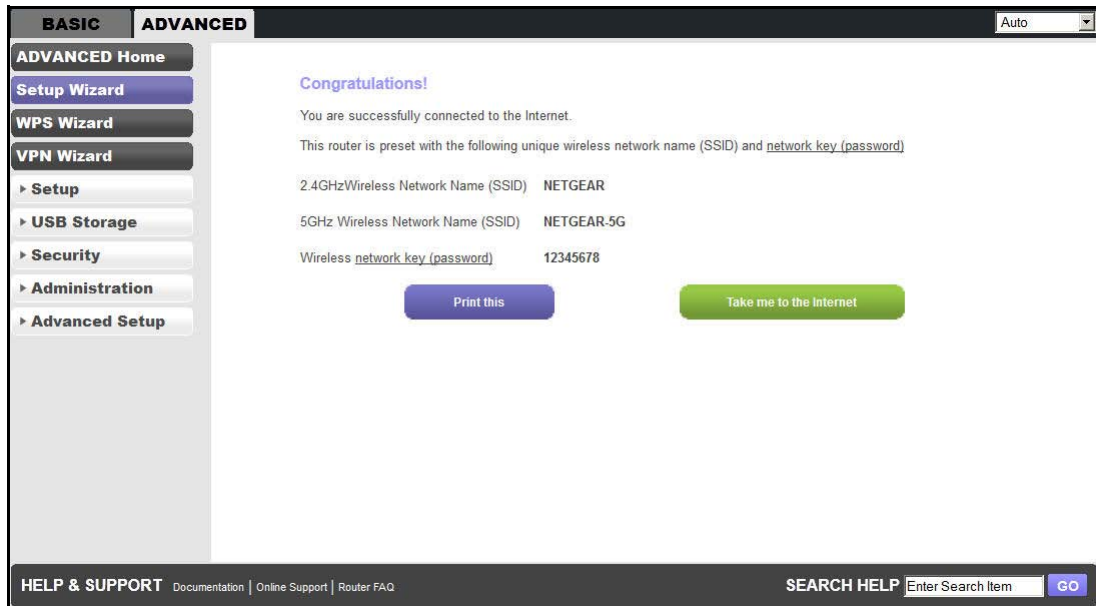 BASIC ADVANCED Auto
ADVANCED Home
Setup Wizard
WPS Wizard
VPN Wizard
Setup
USB Storage
Security
Administration
Advanced Setup
Congratulations!
You are successfully connected to the Internet.
This router is preset with the following unique wireless network name (SSID) and network key (password)
2.4GHzWireless Network Name (SSID) NETGEAR
5GHz Wireless Network Name (SSID) NETGEAR-5G
Wireless network key (password) 12345678
Print this Take me to the Internet
HELP & SUPPORT Documentation | Online Support | Router FAQ SEARCH HELP Enter Search Item GO